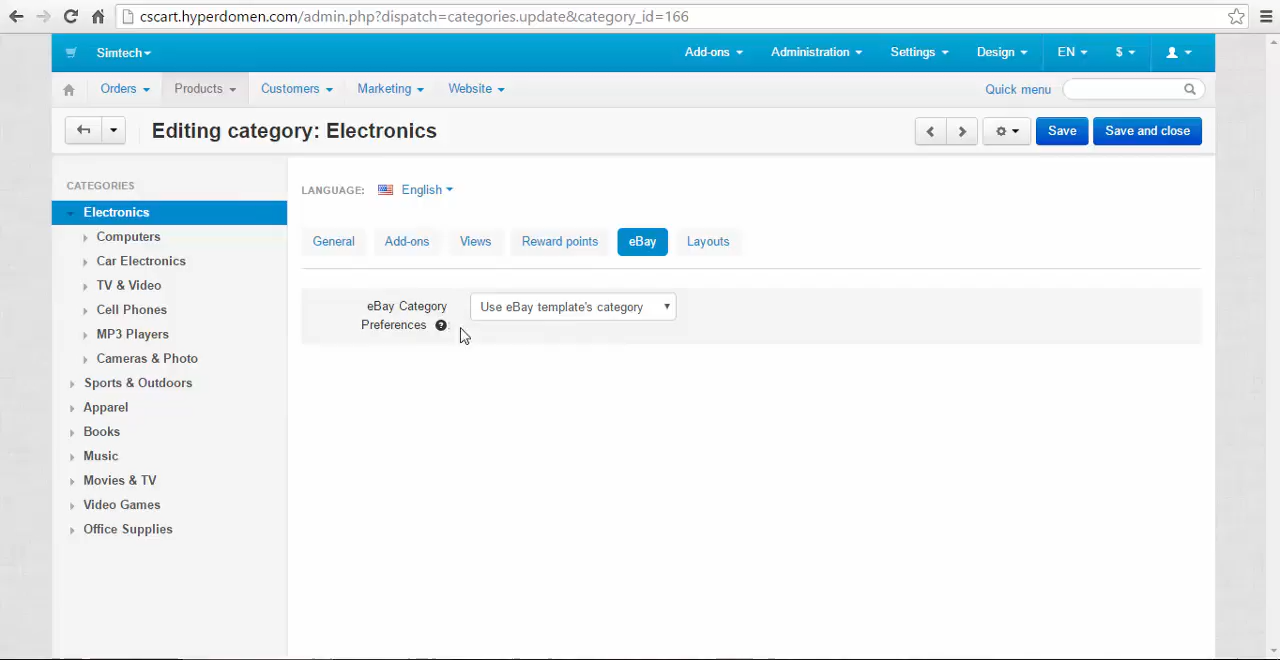 cscart.hyperdomen.com/admin.php?dispatch=categories.update&category_id=166
Simtech
Add-ons
Administration
Settings
Design
EN
$
Orders
Products
Customers
Marketing
Website
Quick menu
Editing category: Electronics
Save
Save and close
CATEGORIES
Electronics
Computers
Car Electronics
TV & Video
Cell Phones
MP3 Players
Cameras & Photo
Sports & Outdoors
Apparel
Books
Music
Movies & TV
Video Games
Office Supplies
LANGUAGE:
English
General
Add-ons
Views
Reward points
eBay
Layouts
eBay Category
Preferences ?:
Use eBay template's category